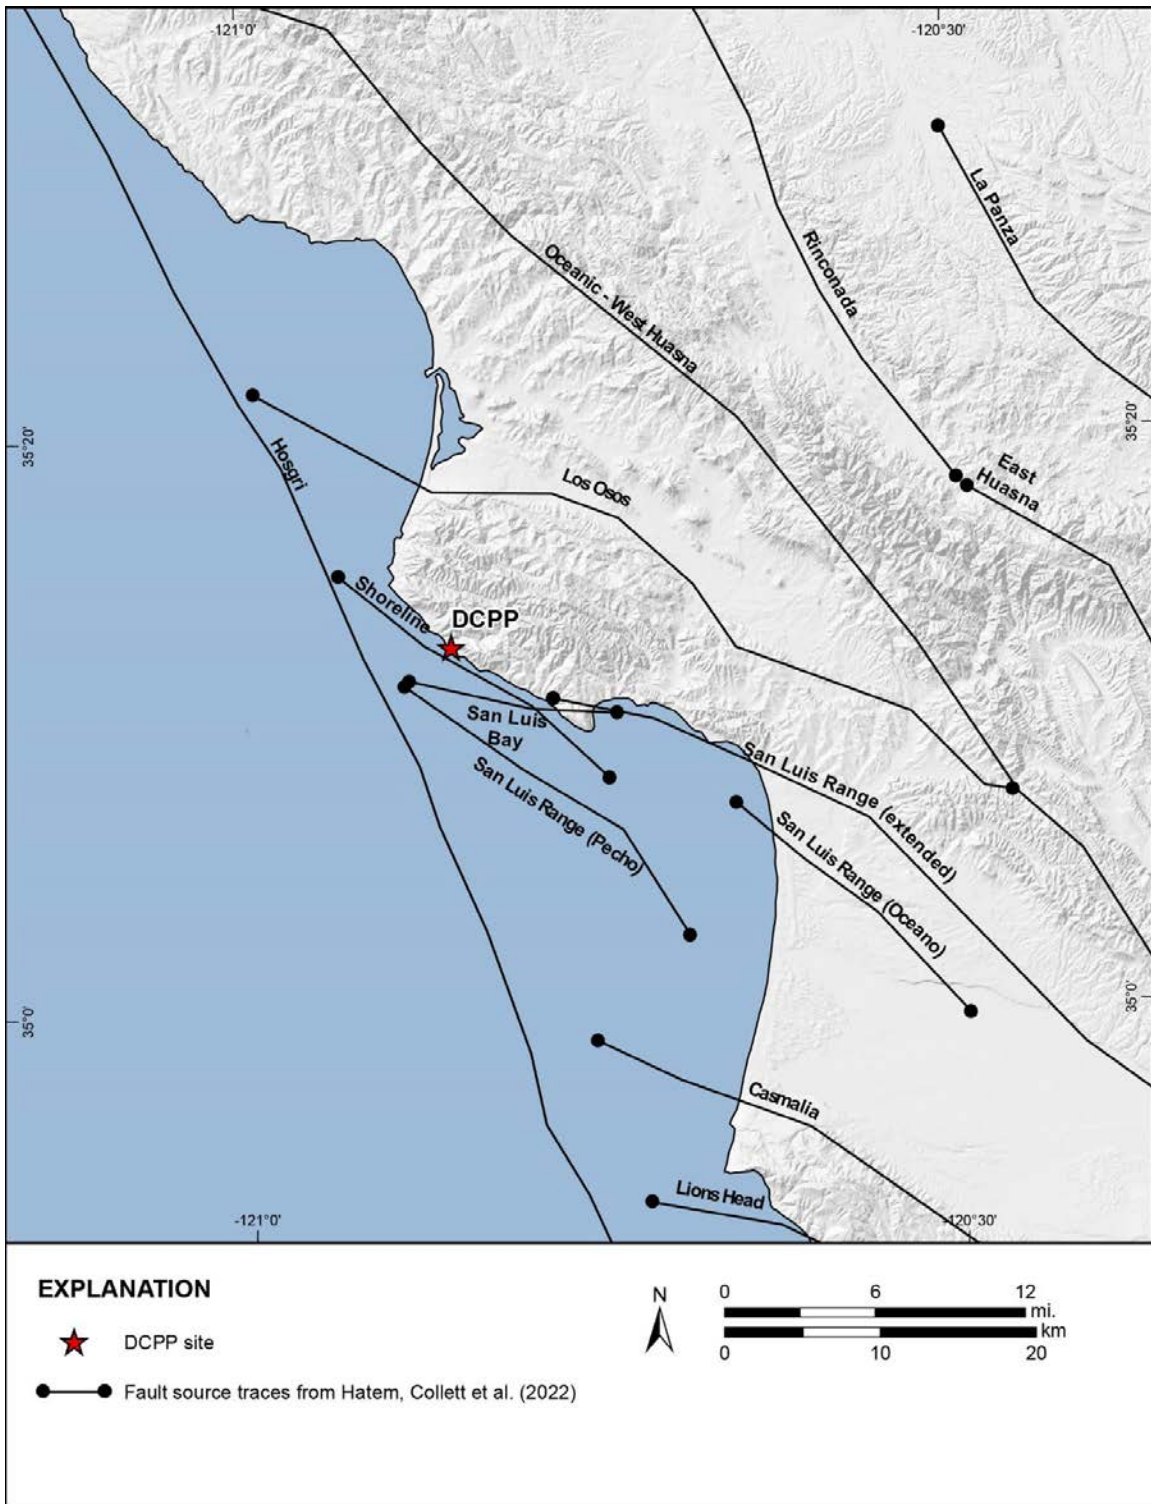 -121°0'
-120°30'
La Panza
Rinconada
Oceanic - West Huasna
35°20'
35°20'
Hosgri
East
Huasna
Los Osos
Shoreline
DCPP
San Luis
Bay
San Luis Range (Pecho)
San Luis Range (extended)
San Luis Range (Oceano)
35°0'
35°0'
Casmalia
Lions Head
-121°0'
-120°30'
EXPLANATION
DCPP site
Fault source traces from Hatem, Collett et al. (2022)
N
0 6 12
mi.
km
0 10 20